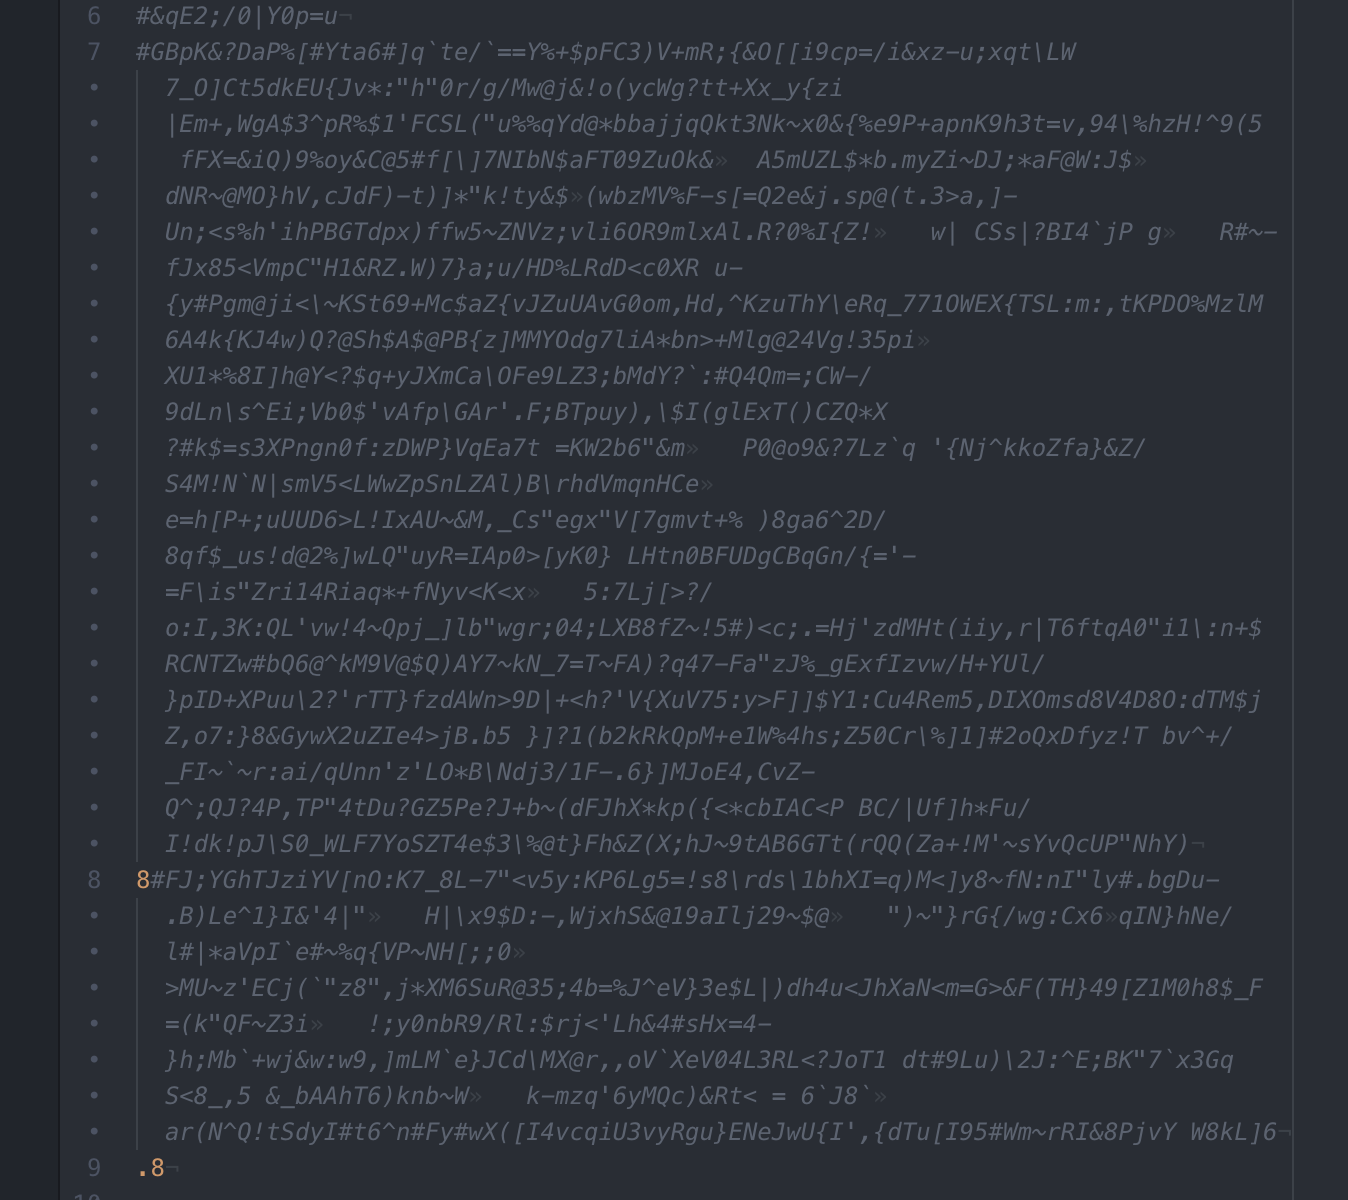 6 #&qE2;/0|Y0p=u¬
7 #GBpK&?DaP%[#Yta6#]q`te/`==Y%+$pFC3)V+mR;{&O[[i9cp=/i&xz-u;xqt\LW
• 7_O]Ct5dkEU{Jv*:"h"0r/g/Mw@j&!o(ycWg?tt+Xx_y{zi
• |Em+,WgA$3^pR%$1'FCSL("u%%qYd@*bbajjqQkt3Nk~x0&{%e9P+apnK9h3t=v,94\%hzH!^9(5
• fFX=&iQ)9%oy&C@5#f[\]7NIbN$aFT09ZuOk&»  A5mUZL$*b.myZi~DJ;*aF@W:J$»
• dNR~@MO}hV,cJdF)-t)]*"k!ty&$»(wbzMV%F-s[=Q2e&j.sp@(t.3>a,]-
• Un;<s%h'ihPBGTdpx)ffw5~ZNVz;vli6OR9mlxAl.R?0%I{Z!»   w| CSs|?BI4`jP g»   R#~-
• fJx85<VmpC"H1&RZ.W)7}a;u/HD%LRdD<c0XR u-
• {y#Pgm@ji<\~KSt69+Mc$aZ{vJZuUAvG0om,Hd,^KzuThY\eRq_771OWEX{TSL:m:,tKPDO%MzlM
• 6A4k{KJ4w)Q?@Sh$A$@PB{z]MMYOdg7liA*bn>+Mlg@24Vg!35pi»
• XU1*%8I]h@Y<?$q+yJXmCa\OFe9LZ3;bMdY?`:#Q4Qm=;CW-/
• 9dLn\s^Ei;Vb0$'vAfp\GAr'.F;BTpuy),\$I(glExT()CZQ*X
• ?#k$=s3XPngn0f:zDWP}VqEa7t =KW2b6"&m»   P0@o9&?7Lz`q '{Nj^kkoZfa}&Z/
• S4M!N`N|smV5<LWwZpSnLZAl)B\rhdVmqnHCe»
• e=h[P+;uUUD6>L!IxAU~&M,_Cs"egx"V[7gmvt+% )8ga6^2D/
• 8qf$_us!d@2%]wLQ"uyR=IAp0>[yK0} LHtn0BFUDgCBqGn/{='-
• =F\is"Zri14Riaq*+fNyv<K<x»   5:7Lj[>?/
• o:I,3K:QL'vw!4~Qpj_]lb"wgr;04;LXB8fZ~!5#)<c;.=Hj'zdMHt(iiy,r|T6ftqA0"i1\:n+$
• RCNTZw#bQ6@^kM9V@$Q)AY7~kN_7=T~FA)?q47-Fa"zJ%_gExfIzvw/H+YUl/
• }pID+XPuu\2?'rTT}fzdAWn>9D|+<h?'V{XuV75:y>F]]$Y1:Cu4Rem5,DIXOmsd8V4D8O:dTM$j
• Z,o7:}8&GywX2uZIe4>jB.b5 }]?1(b2kRkQpM+e1W%4hs;Z50Cr\%]1]#2oQxDfyz!T bv^+/
• _FI~`~r:ai/qUnn'z'LO*B\Ndj3/1F-.6}]MJoE4,CvZ-
• Q^;QJ?4P,TP"4tDu?GZ5Pe?J+b~(dFJhX*kp({<*cbIAC<P BC/|Uf]h*Fu/
• I!dk!pJ\S0_WLF7YoSZT4e$3\%@t}Fh&Z(X;hJ~9tAB6GTt(rQQ(Za+!M'~sYvQcUP"NhY)¬
8 8#FJ;YGhTJziYV[nO:K7_8L-7"<v5y:KP6Lg5=!s8\rds\1bhXI=q)M<]y8~fN:nI"ly#.bgDu-
• .B)Le^1}I&'4|"»   H|\x9$D:-,WjxhS&@19aIlj29~$@»   ")~"}rG{/wg:Cx6»qIN}hNe/
• l#|*aVpI`e#~%q{VP~NH[;;0»
• >MU~z'ECj(`"z8",j*XM6SuR@35;4b=%J^eV}3e$L|)dh4u<JhXaN<m=G>&F(TH}49[Z1M0h8$_F
• =(k"QF~Z3i»   !;y0nbR9/Rl:$rj<'Lh&4#sHx=4-
• }h;Mb`+wj&w:w9,]mLM`e}JCd\MX@r,,oV`XeV04L3RL<?JoT1 dt#9Lu)\2J:^E;BK"7`x3Gq
• S<8_,5 &_bAAhT6)knb~W»   k-mzq'6yMQc)&Rt< = 6`J8`»
• ar(N^Q!tSdyI#t6^n#Fy#wX([I4vcqiU3vyRgu}ENeJwU{I',{dTu[I95#Wm~rRI&8PjvY W8kL]6¬
9 .8¬